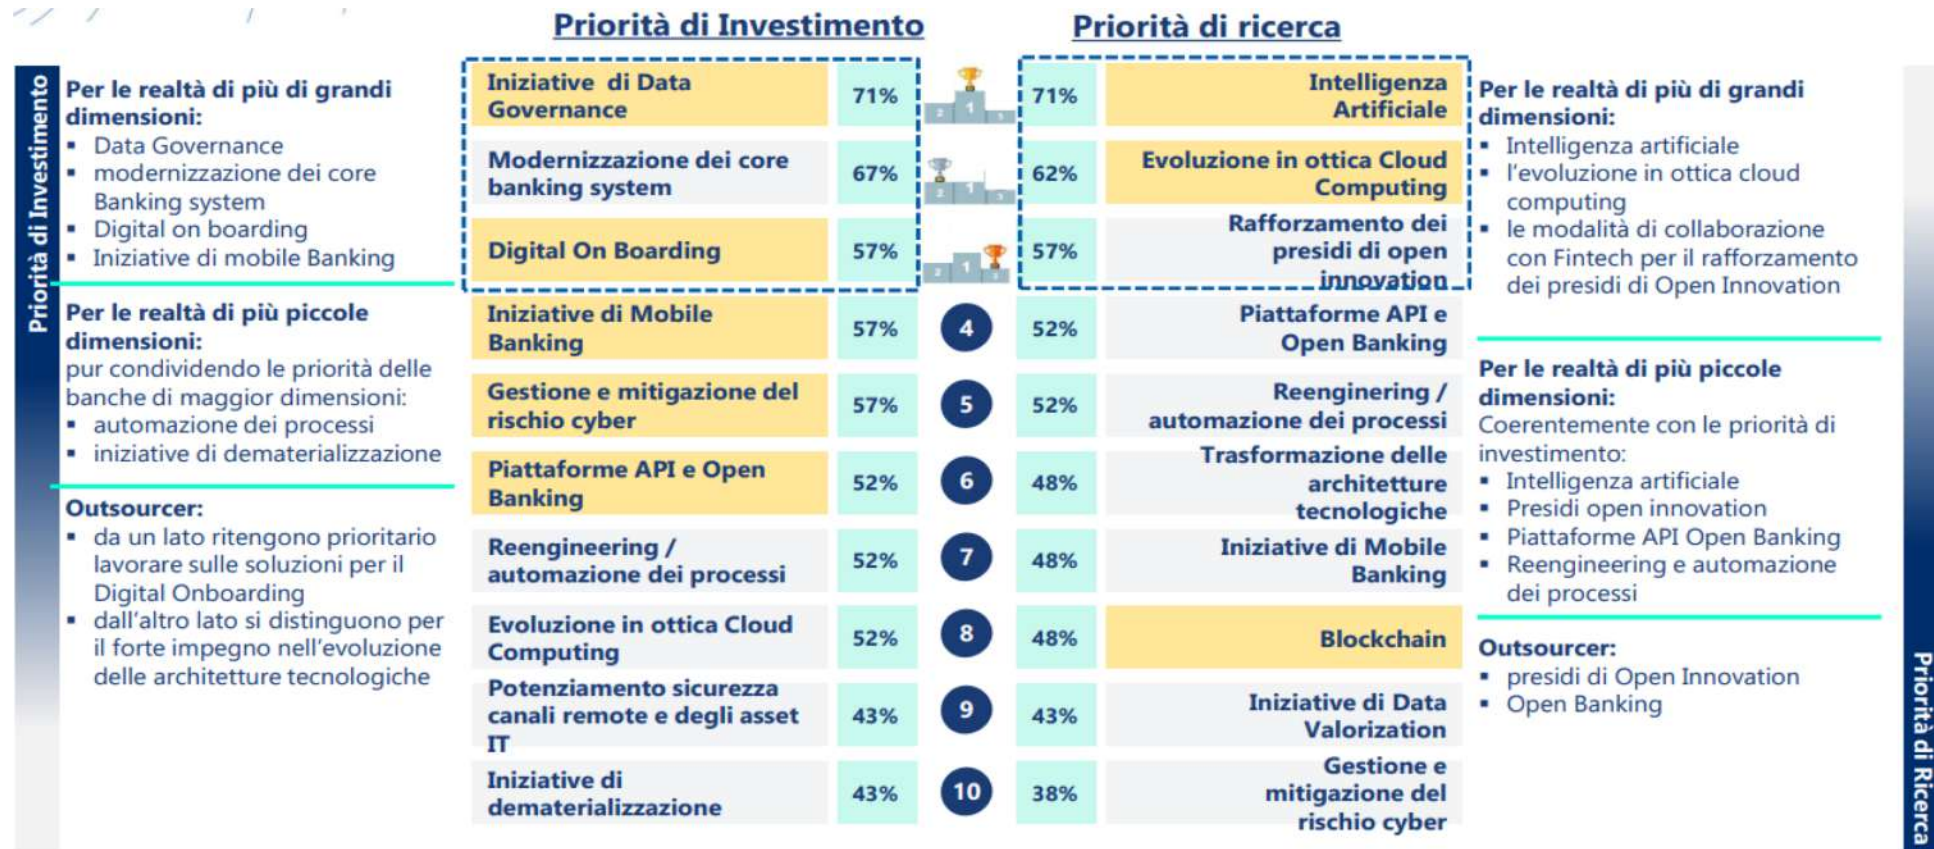 Priorità di Investimento
Priorità di ricerca
Priorità di Investimento
Per le realtà di più di grandi
dimensioni:
▪ Data Governance
▪ modernizzazione dei core
Banking system
▪ Digital on boarding
▪ Iniziative di mobile Banking
Per le realtà di più piccole
dimensioni:
pur condividendo le priorità delle
banche di maggior dimensioni:
▪ automazione dei processi
▪ iniziative di dematerializzazione
Outsourcer:
▪ da un lato ritengono prioritario
lavorare sulle soluzioni per il
Digital Onboarding
▪ dall'altro lato si distinguono per
il forte impegno nell'evoluzione
delle architetture tecnologiche
Iniziative di Data
Governance
71%
2 1 3
71%
Intelligenza
Artificiale
Modernizzazione dei core
banking system
67%
2 1 3
62%
Evoluzione in ottica Cloud
Computing
Digital On Boarding
57%
2 1 3
57%
Rafforzamento dei
presidi di open
innovation
Iniziative di Mobile
Banking
57%
4
52%
Piattaforme API e
Open Banking
Gestione e mitigazione del
rischio cyber
57%
5
52%
Reenginering /
automazione dei processi
Piattaforme API e Open
Banking
52%
6
48%
Trasformazione delle
architetture
tecnologiche
Reengineering /
automazione dei processi
52%
7
48%
Iniziative di Mobile
Banking
Evoluzione in ottica Cloud
Computing
52%
8
48%
Blockchain
Potenziamento sicurezza
canali remote e degli asset
IT
43%
9
43%
Iniziative di Data
Valorization
Iniziative di
dematerializzazione
43%
10
38%
Gestione e
mitigazione del
rischio cyber
Per le realtà di più di grandi
dimensioni:
▪ Intelligenza artificiale
▪ l'evoluzione in ottica cloud
computing
▪ le modalità di collaborazione
con Fintech per il rafforzamento
dei presidi di Open Innovation
Per le realtà di più piccole
dimensioni:
Coerentemente con le priorità di
investimento:
▪ Intelligenza artificiale
▪ Presidi open innovation
▪ Piattaforme API Open Banking
▪ Reengineering e automazione
dei processi
Outsourcer:
▪ presidi di Open Innovation
▪ Open Banking
Priorità di Ricerca